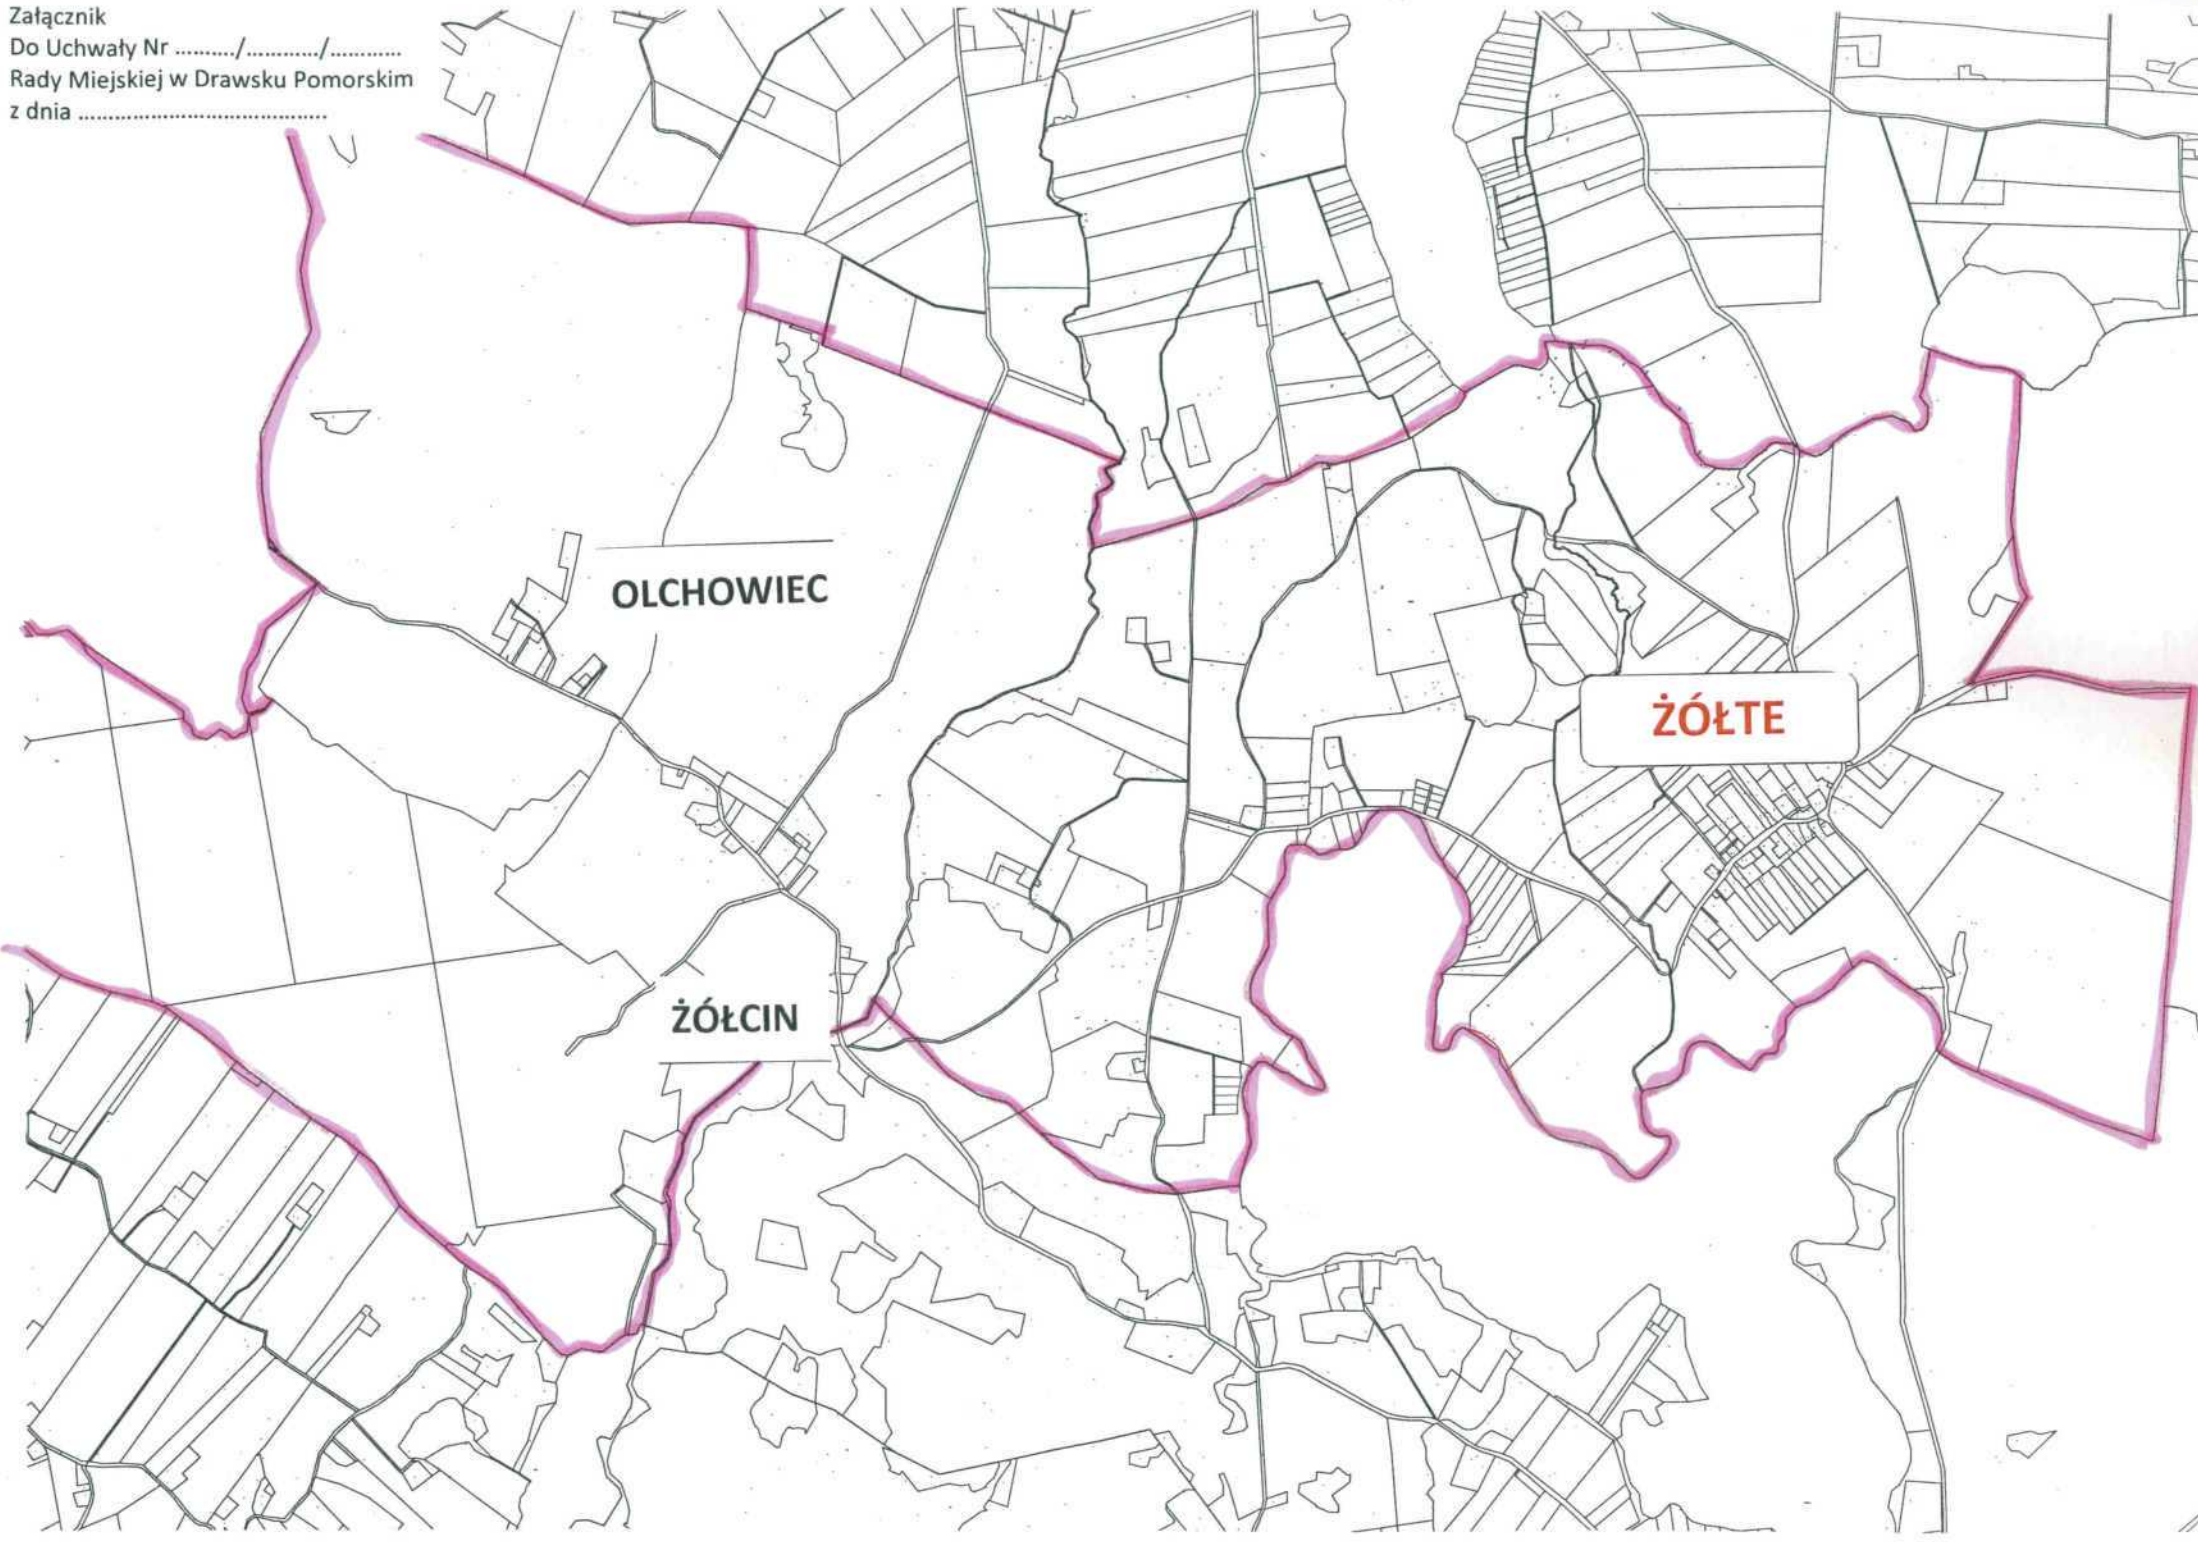 Załącznik
Do Uchwały Nr ........../............/............
Rady Miejskiej w Drawsku Pomorskim
z dnia ..........................................
OLCHOWIEC
ŻÓŁTE
ŻÓŁCIN